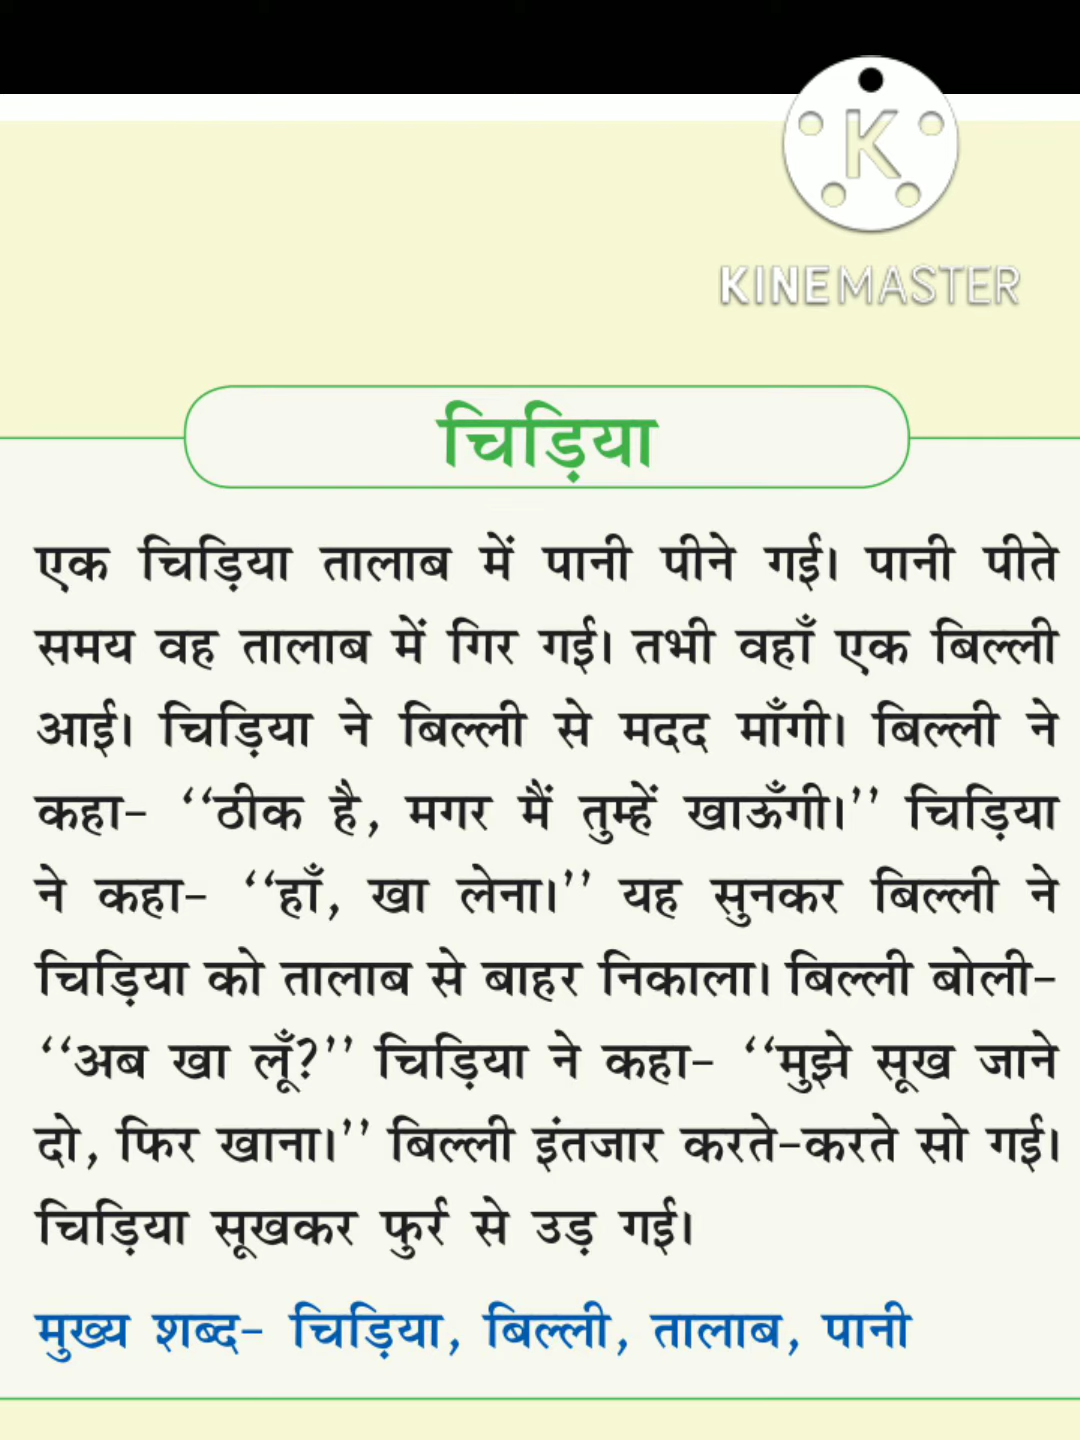 K
KINEMASTER
चिड़िया
एक चिड़िया तालाब में पानी पीने गई। पानी पीते
समय वह तालाब में गिर गई। तभी वहाँ एक बिल्ली
आई। चिड़िया ने बिल्ली से मदद माँगी। बिल्ली ने
कहा– ‘‘ठीक है, मगर मैं तुम्हें खाऊँगी।’’ चिड़िया
ने कहा– ‘‘हाँ, खा लेना।’’ यह सुनकर बिल्ली ने
चिड़िया को तालाब से बाहर निकाला। बिल्ली बोली–
‘‘अब खा लूँ?’’ चिड़िया ने कहा– ‘‘मुझे सूख जाने
दो, फिर खाना।’’ बिल्ली इंतजार करते–करते सो गई।
चिड़िया सूखकर फुर्र से उड़ गई।
मुख्य शब्द– चिड़िया, बिल्ली, तालाब, पानी